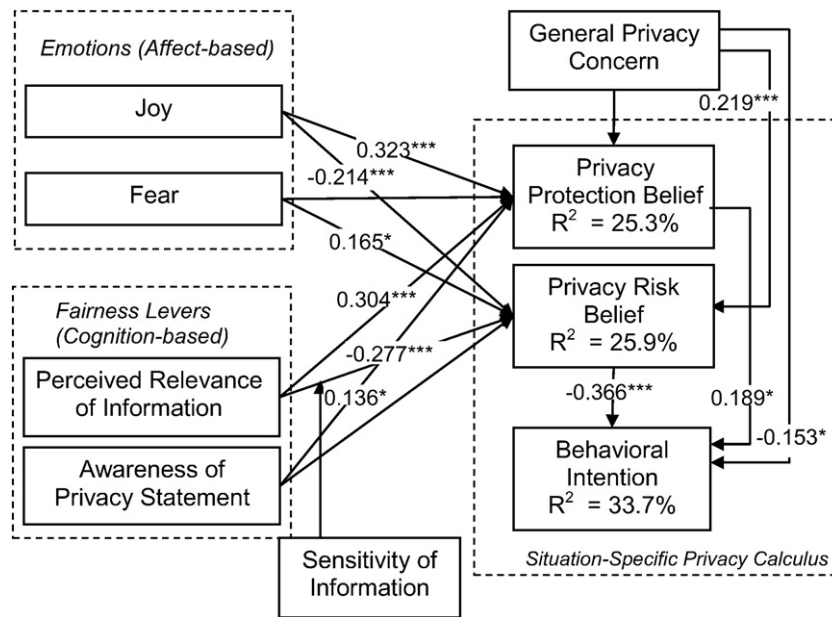 Emotions (Affect-based)
Joy
Fear
Fairness Levers
(Cognition-based)
Perceived Relevance
of Information
Awareness of
Privacy Statement
Sensitivity of
Information
General Privacy
Concern
Privacy
Protection Belief
R² = 25.3%
Privacy Risk
Belief
R² = 25.9%
Behavioral
Intention
R² = 33.7%
Situation-Specific Privacy Calculus
0.323***
-0.214***
0.165*
0.304***
-0.277***
0.136*
0.219***
-0.366***
0.189*
-0.153*